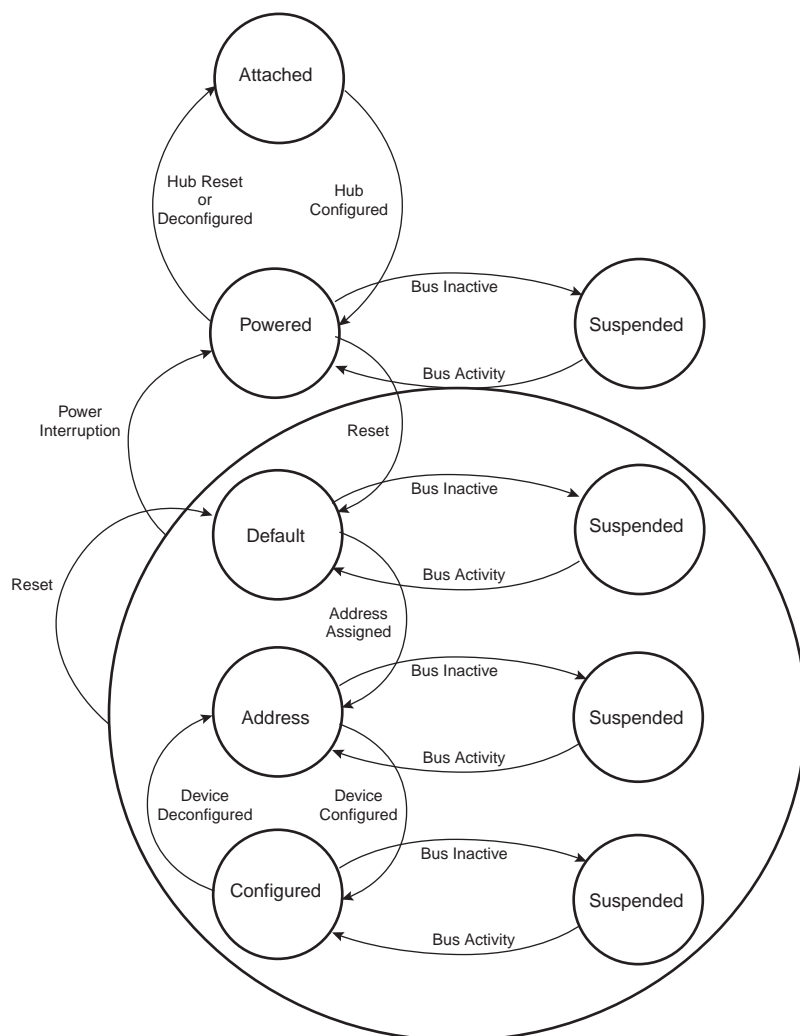 Attached
Hub Reset
or
Deconfigured
Hub
Configured
Powered
Bus Inactive
Suspended
Bus Activity
Power
Interruption
Reset
Default
Bus Inactive
Suspended
Bus Activity
Reset
Address
Assigned
Address
Bus Inactive
Suspended
Bus Activity
Device
Deconfigured
Device
Configured
Configured
Bus Inactive
Suspended
Bus Activity